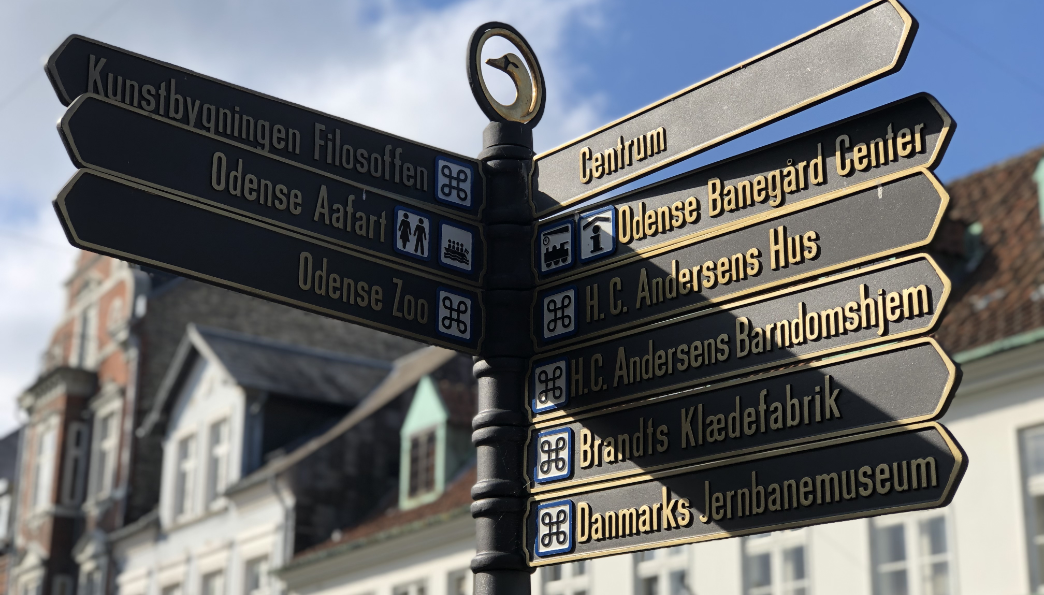 Kunstbygningen Filosoffen
Odense Aafart
Odense Zoo
Centrum
Odense Banegård Center
H.C. Andersens Hus
H.C. Andersens Barndomshjem
Brandts Klædefabrik
Danmarks Jernbanemuseum